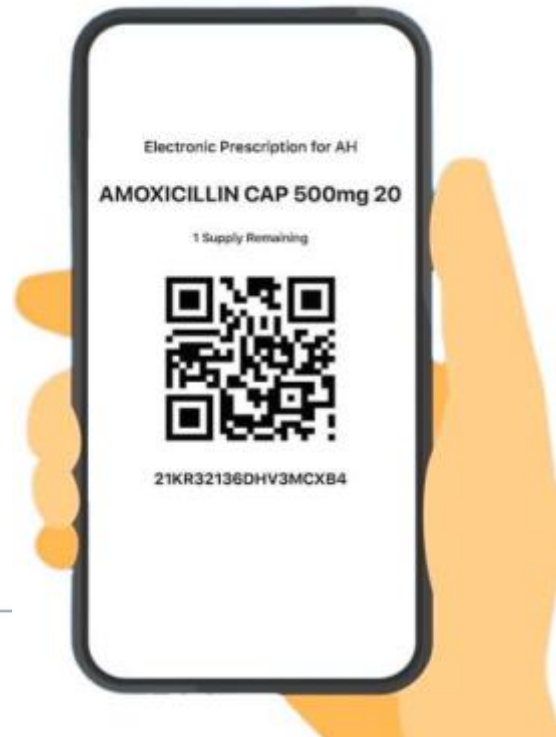 Electronic Prescription for AH
AMOXICILLIN CAP 500mg 20
1 Supply Remaining
21KR32136DHV3MCXB4